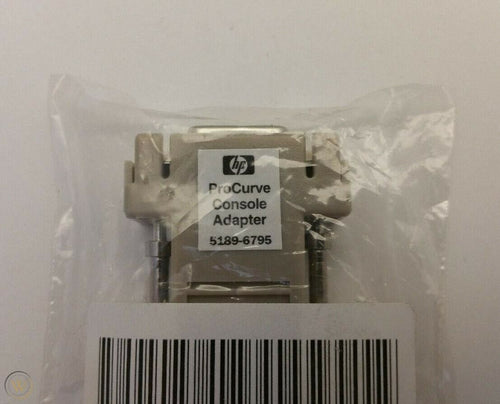 hp
ProCurve
Console
Adapter
5189-6795